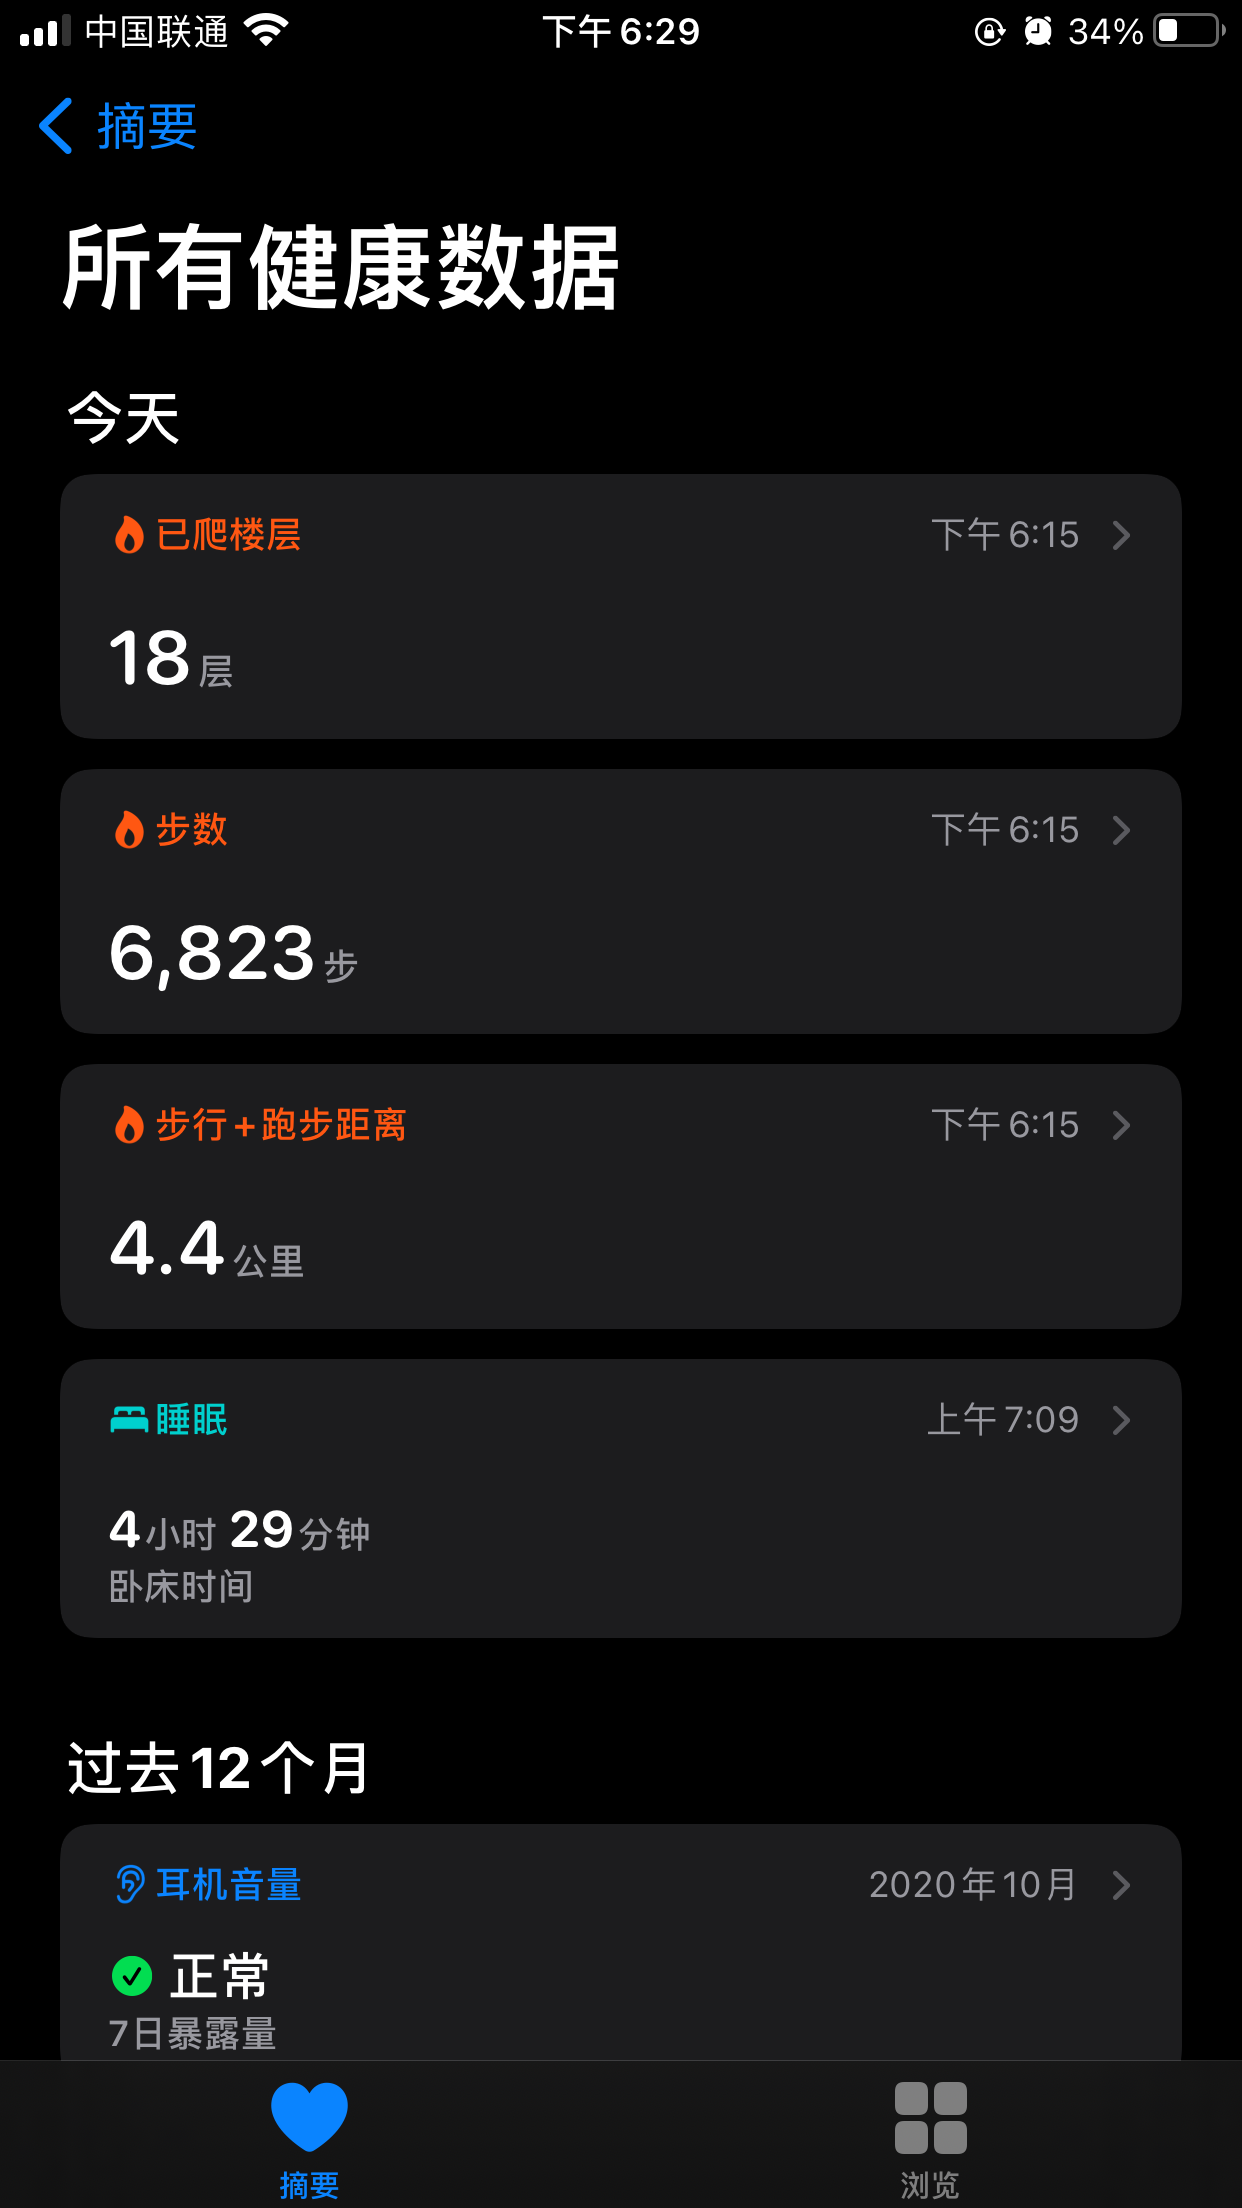 中国联通 下午 6:29 34%
摘要
所有健康数据
今天
已爬楼层 下午 6:15
18 层
步数 下午 6:15
6,823 步
步行+跑步距离 下午 6:15
4.4 公里
睡眠 上午 7:09
4小时 29分钟
卧床时间
过去12个月
耳机音量 2020年10月
正常
7日暴露量
摘要 浏览